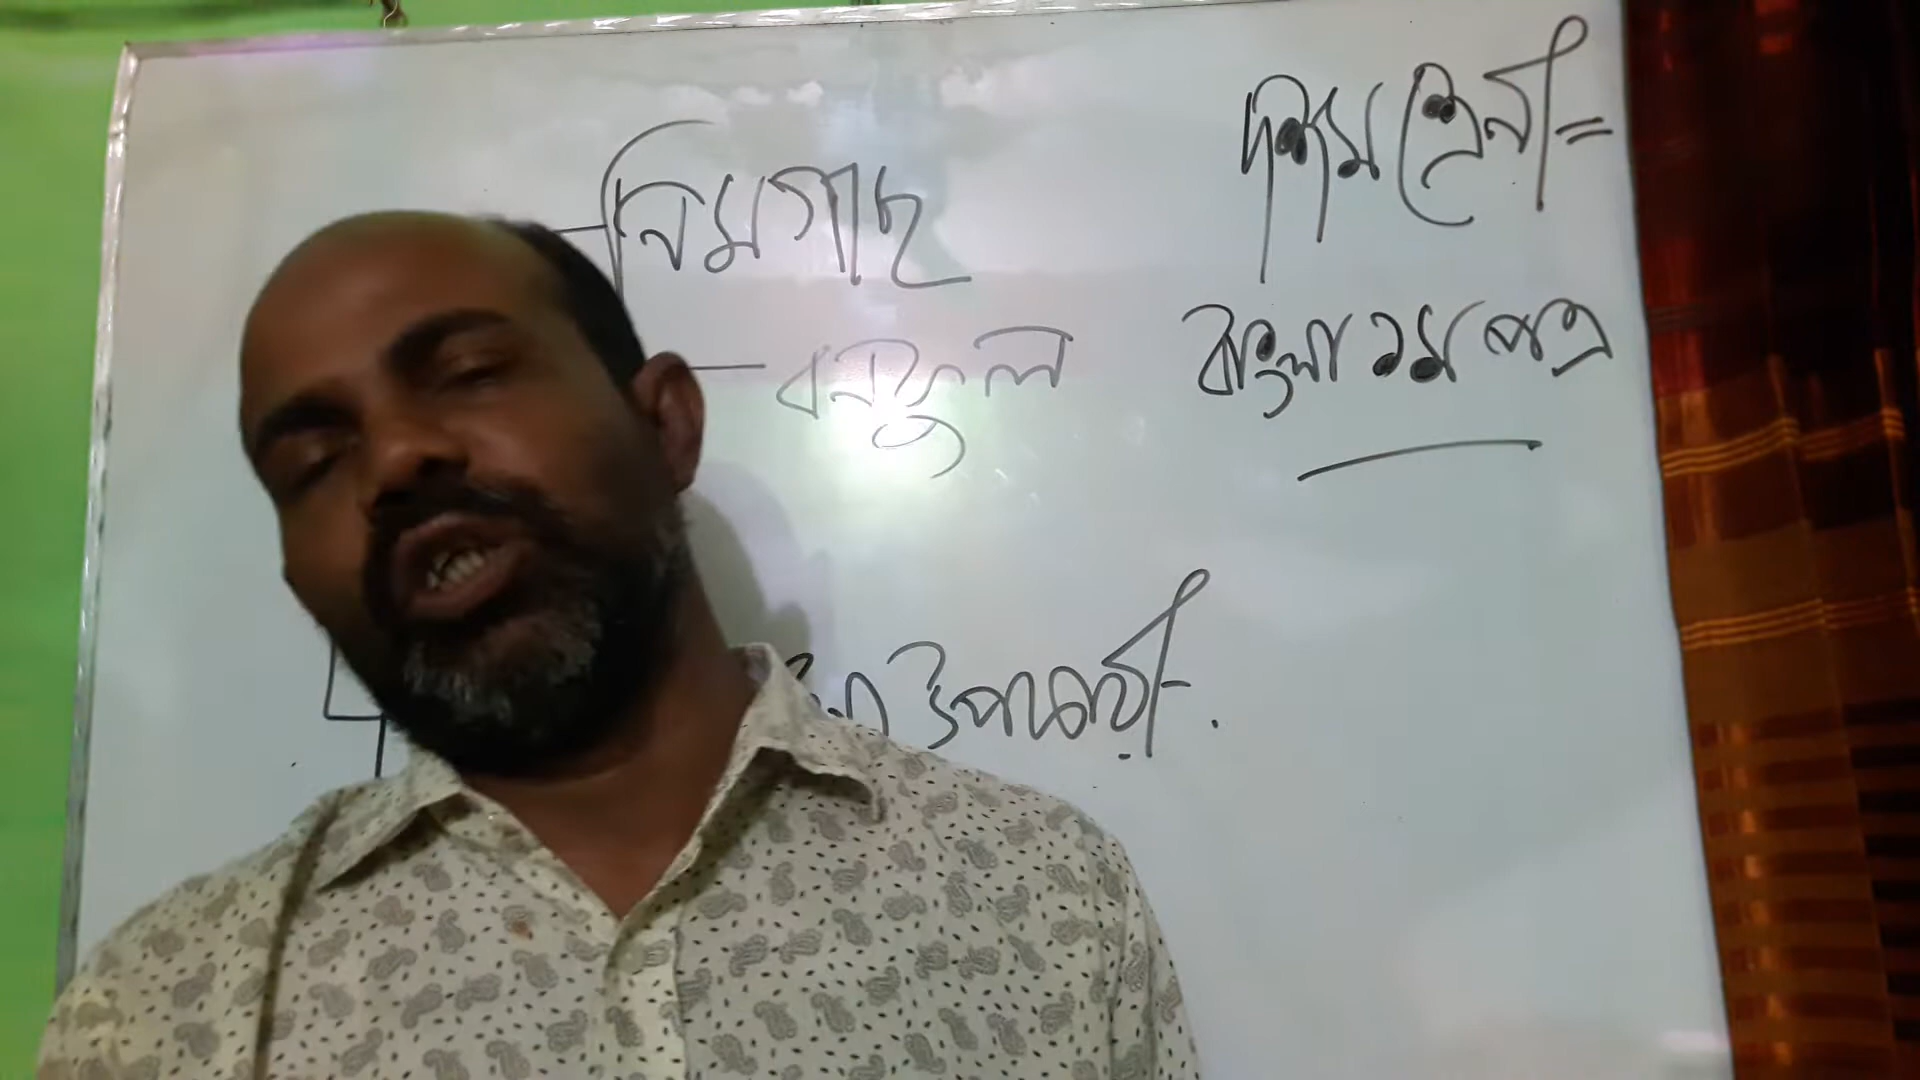 নিমগাছ
বনফুল
দশম শ্রেনী=
বাংলা ১ম পত্র
উপকারী.